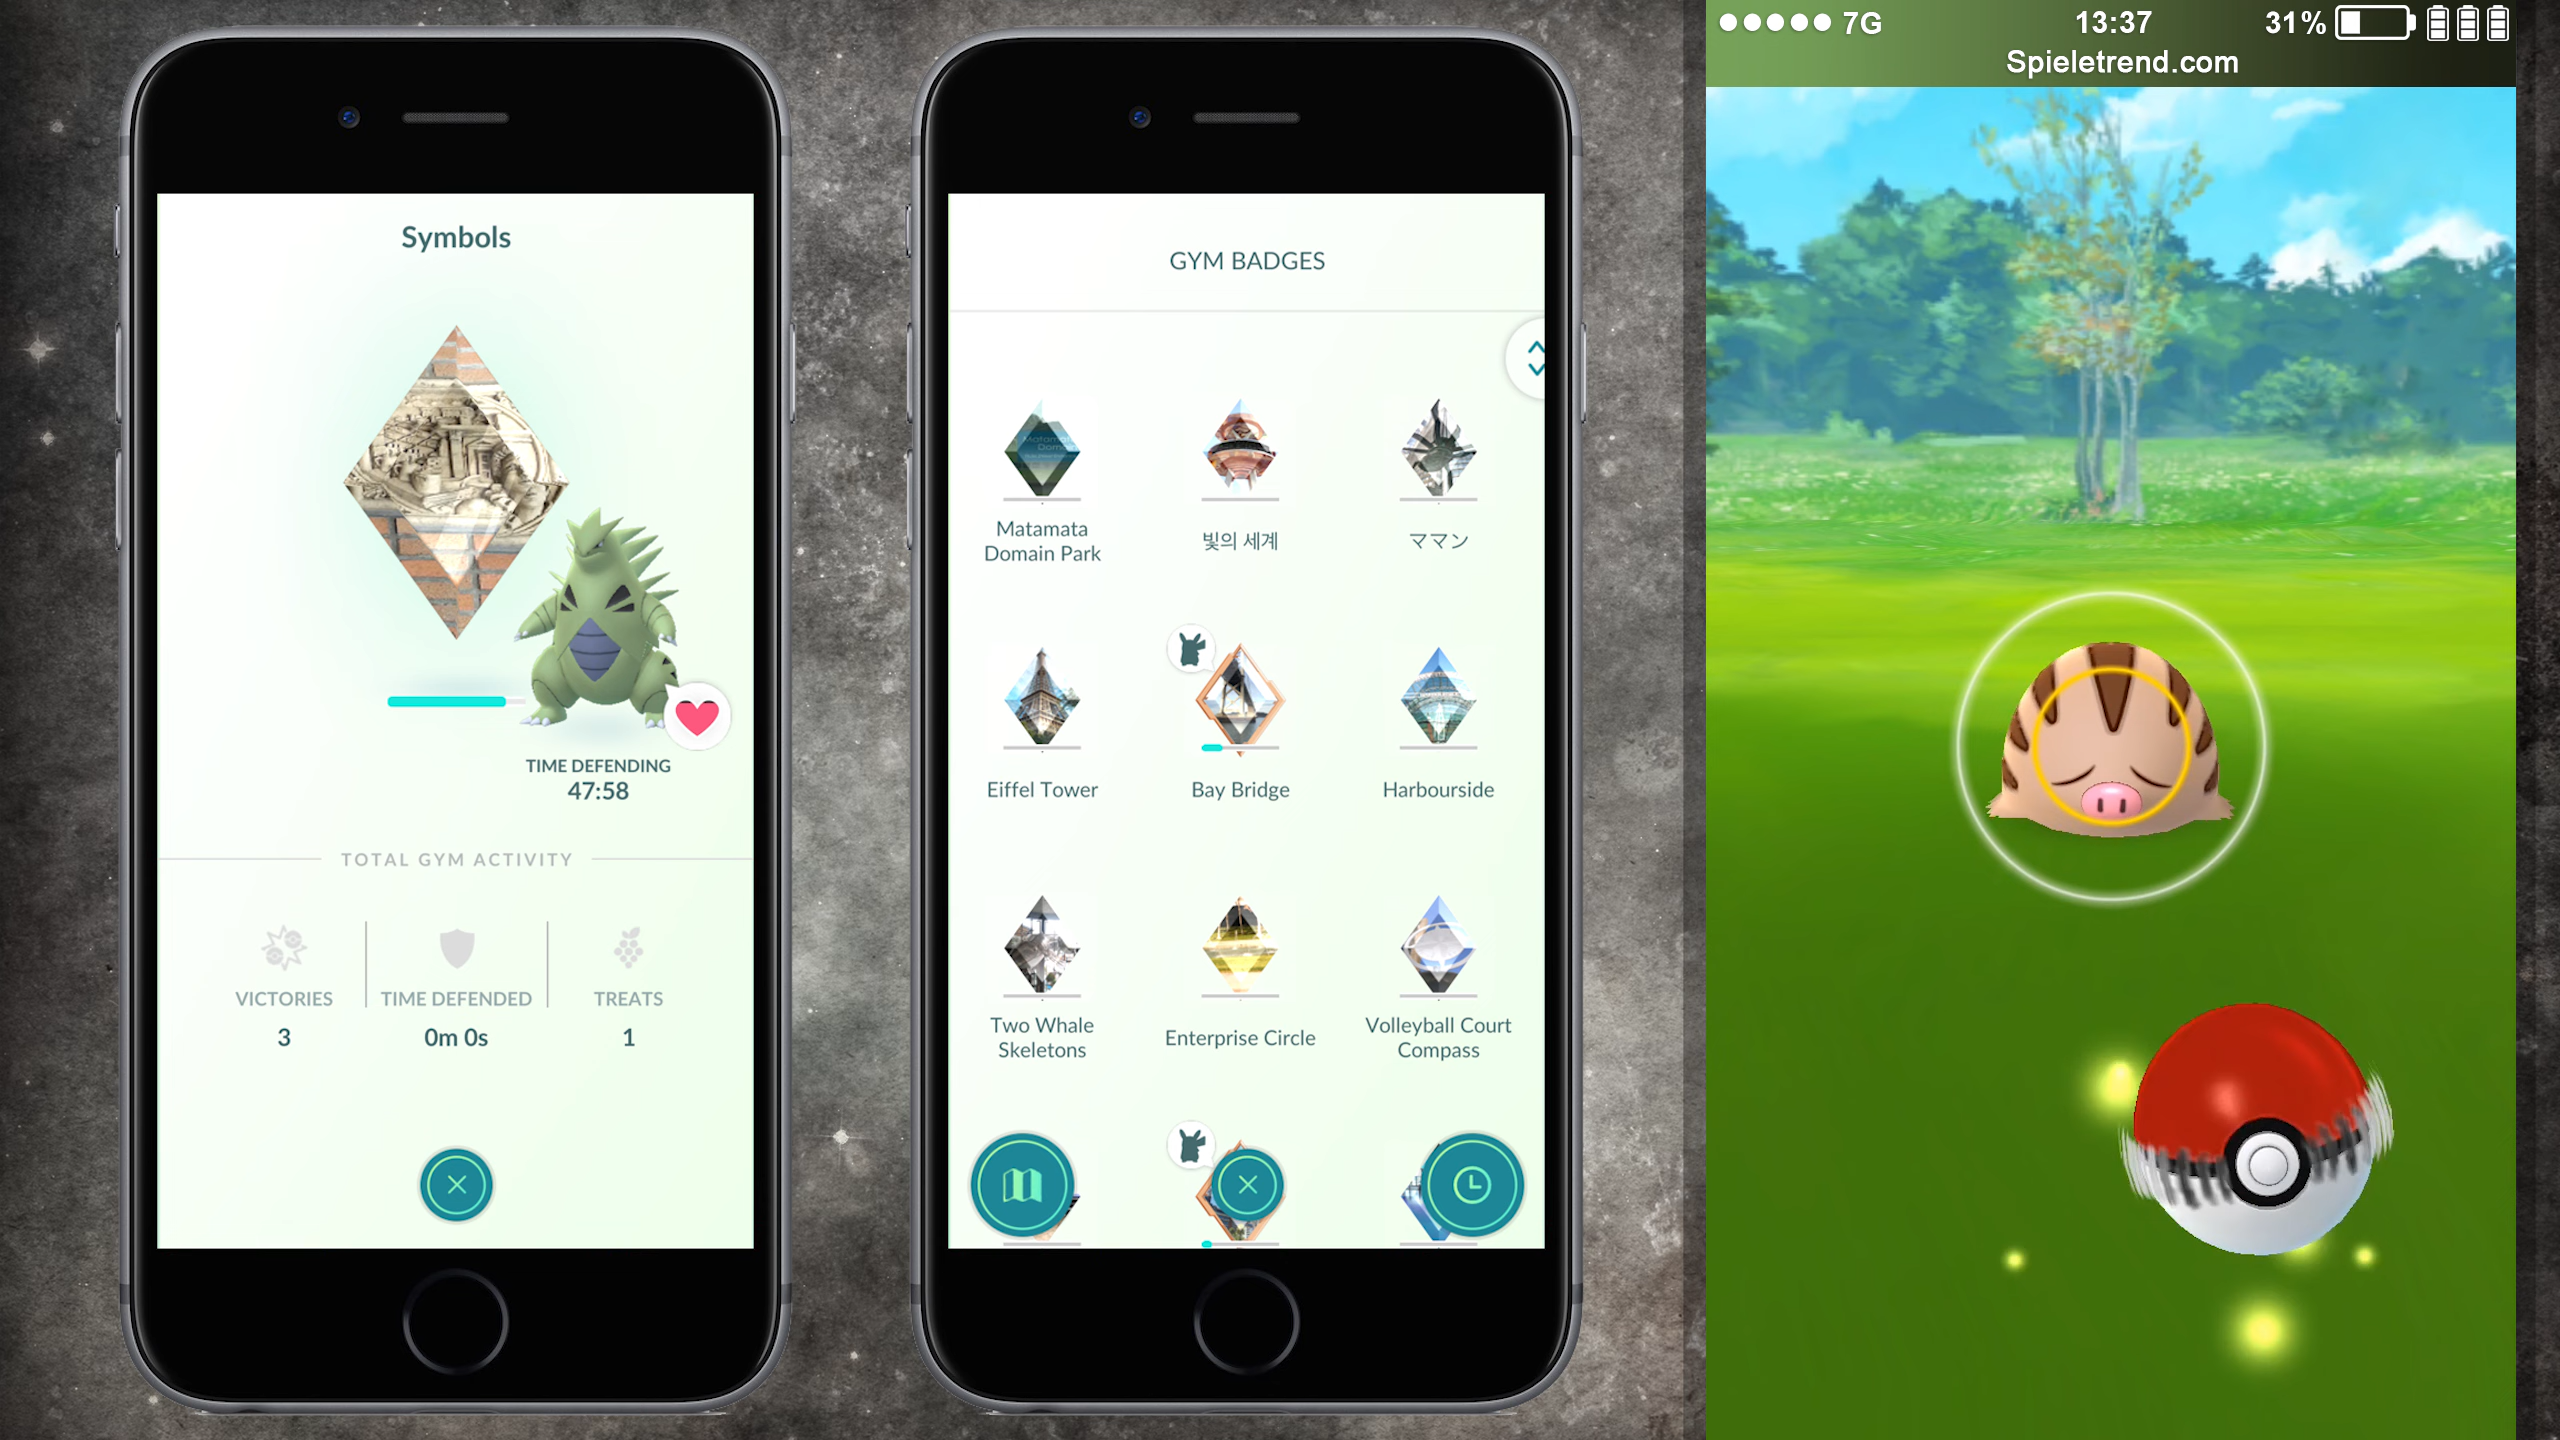 Symbols
TIME DEFENDING
47:58
TOTAL GYM ACTIVITY
VICTORIES
3
TIME DEFENDED
0m 0s
TREATS
1
GYM BADGES
Matamata
Domain Park
빛의 세계
ママン
Eiffel Tower
Bay Bridge
Harbourside
Two Whale
Skeletons
Enterprise Circle
Volleyball Court
Compass
7G
13:37
31%
Spieletrend.com